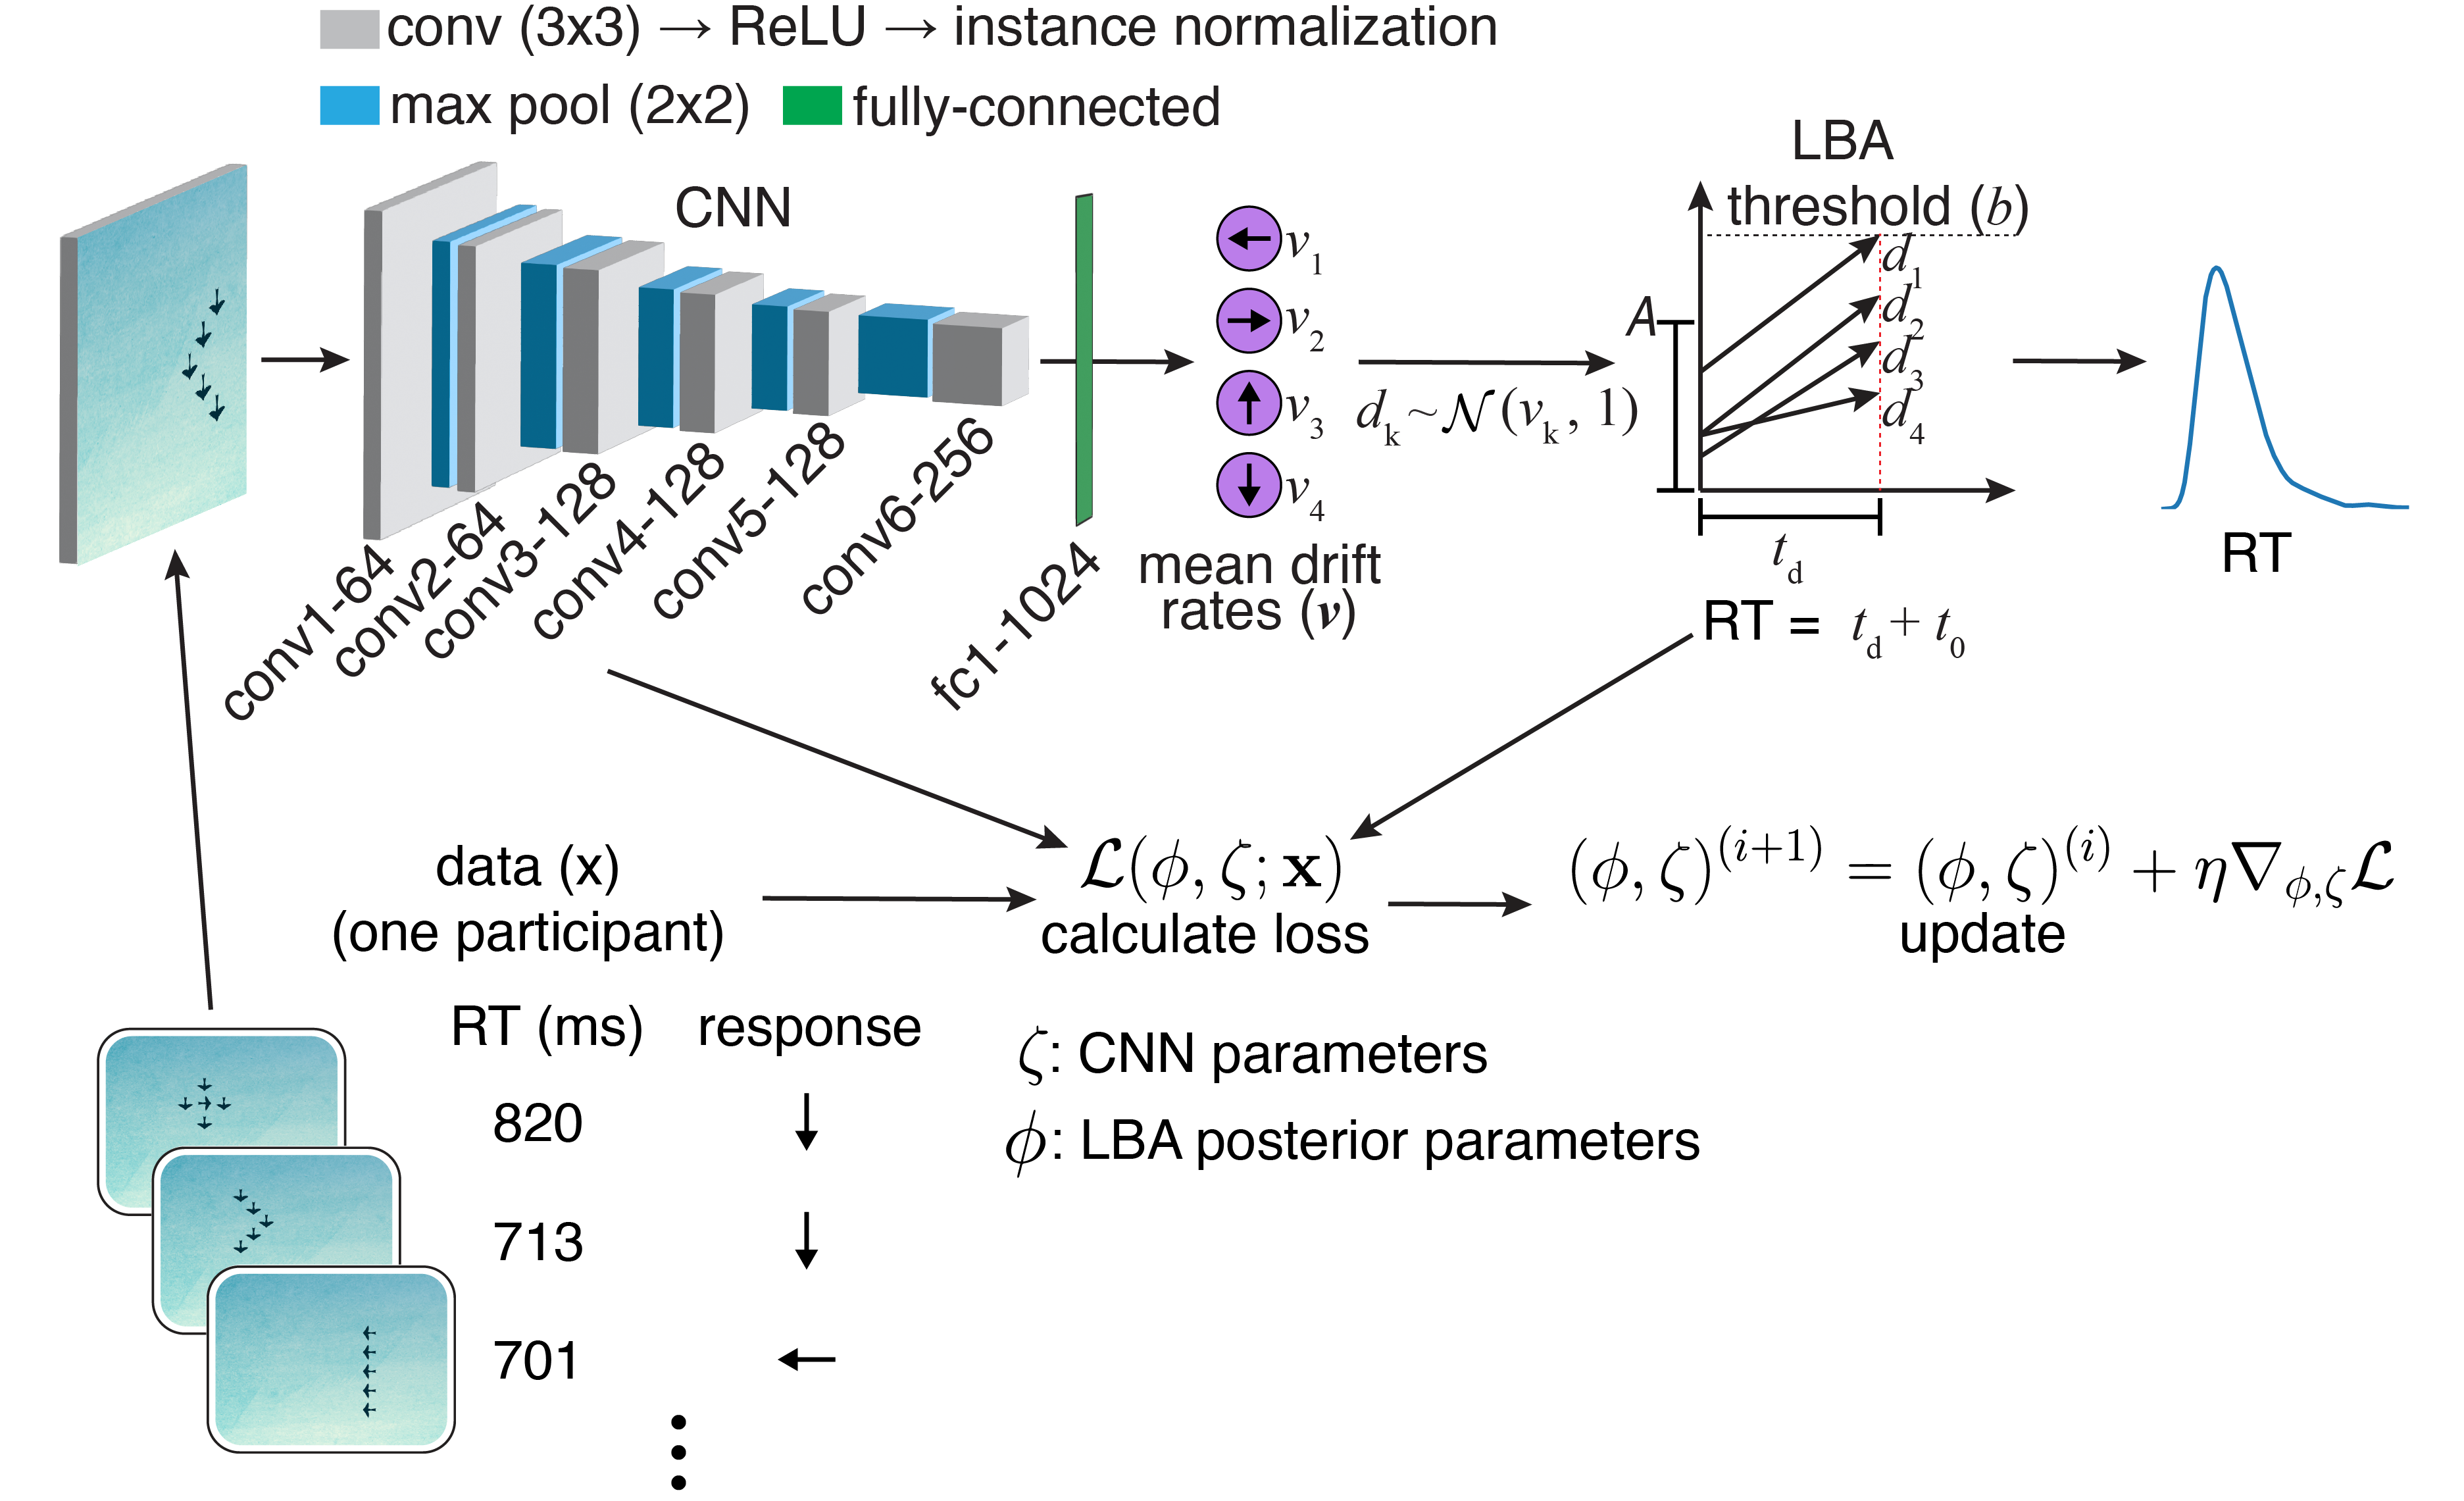 conv (3x3) → ReLU → instance normalization
max pool (2x2) fully-connected
CNN
conv1-64
conv2-64
conv3-128
conv4-128
conv5-128
conv6-256
fc1-1024
v1
v2
v3
v4
mean drift
rates (v)
dk~𝒩(vk, 1)
LBA
threshold (b)
A
d1
d2
d3
d4
td
RT = td+ t0
RT
data (x)
(one participant)
ℒ(ϕ, ζ; x)
calculate loss
(ϕ, ζ)^(i+1) = (ϕ, ζ)^(i) + η∇ϕ,ζℒ
update
RT (ms) response
820 ↓
713 ↓
701 ←
ζ: CNN parameters
ϕ: LBA posterior parameters